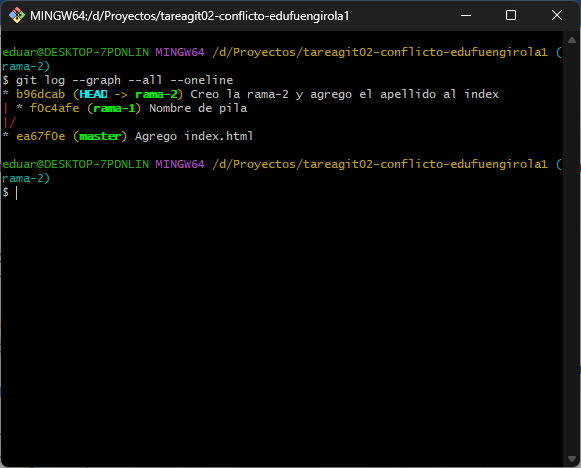 MINGW64:/d/Proyectos/tareagit02-conflicto-edufuengirola1
eduar@DESKTOP-7PDNLIN MINGW64 /d/Proyectos/tareagit02-conflicto-edufuengirola1 (
rama-2)
$ git log --graph --all --oneline
* b96dcab (HEAD -> rama-2) Creo la rama-2 y agrego el apellido al index
| * f0c4afe (rama-1) Nombre de pila
|/
* ea67f0e (master) Agrego index.html
eduar@DESKTOP-7PDNLIN MINGW64 /d/Proyectos/tareagit02-conflicto-edufuengirola1 (
rama-2)
$